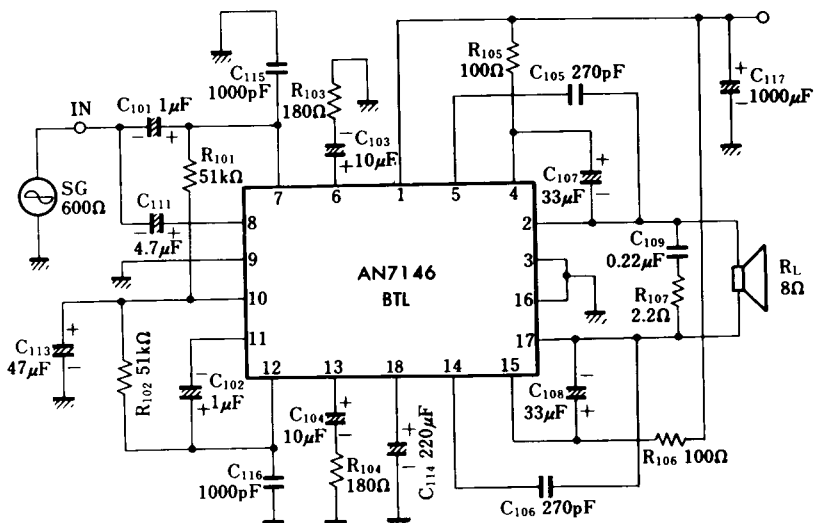 R105
100Ω
C105 270pF
C115
1000pF
R103
180Ω
C117
1000µF
C101 1µF
IN
C103
10µF
R101
51kΩ
C107
33µF
SG
600Ω
C111
4.7µF
7
6
1
5
4
8
2
9
3
10
16
11
17
12
13
18
14
15
AN7146
BTL
C109
0.22µF
R107
2.2Ω
RL
8Ω
C113
47µF
R102 51kΩ
C102
1µF
C104
10µF
C114 220µF
C108
33µF
R104
180Ω
R106 100Ω
C116
1000pF
C106 270pF
- +
- +
+ -
- +
- +
+ -
- +
+ -
+ -
+ -
- +